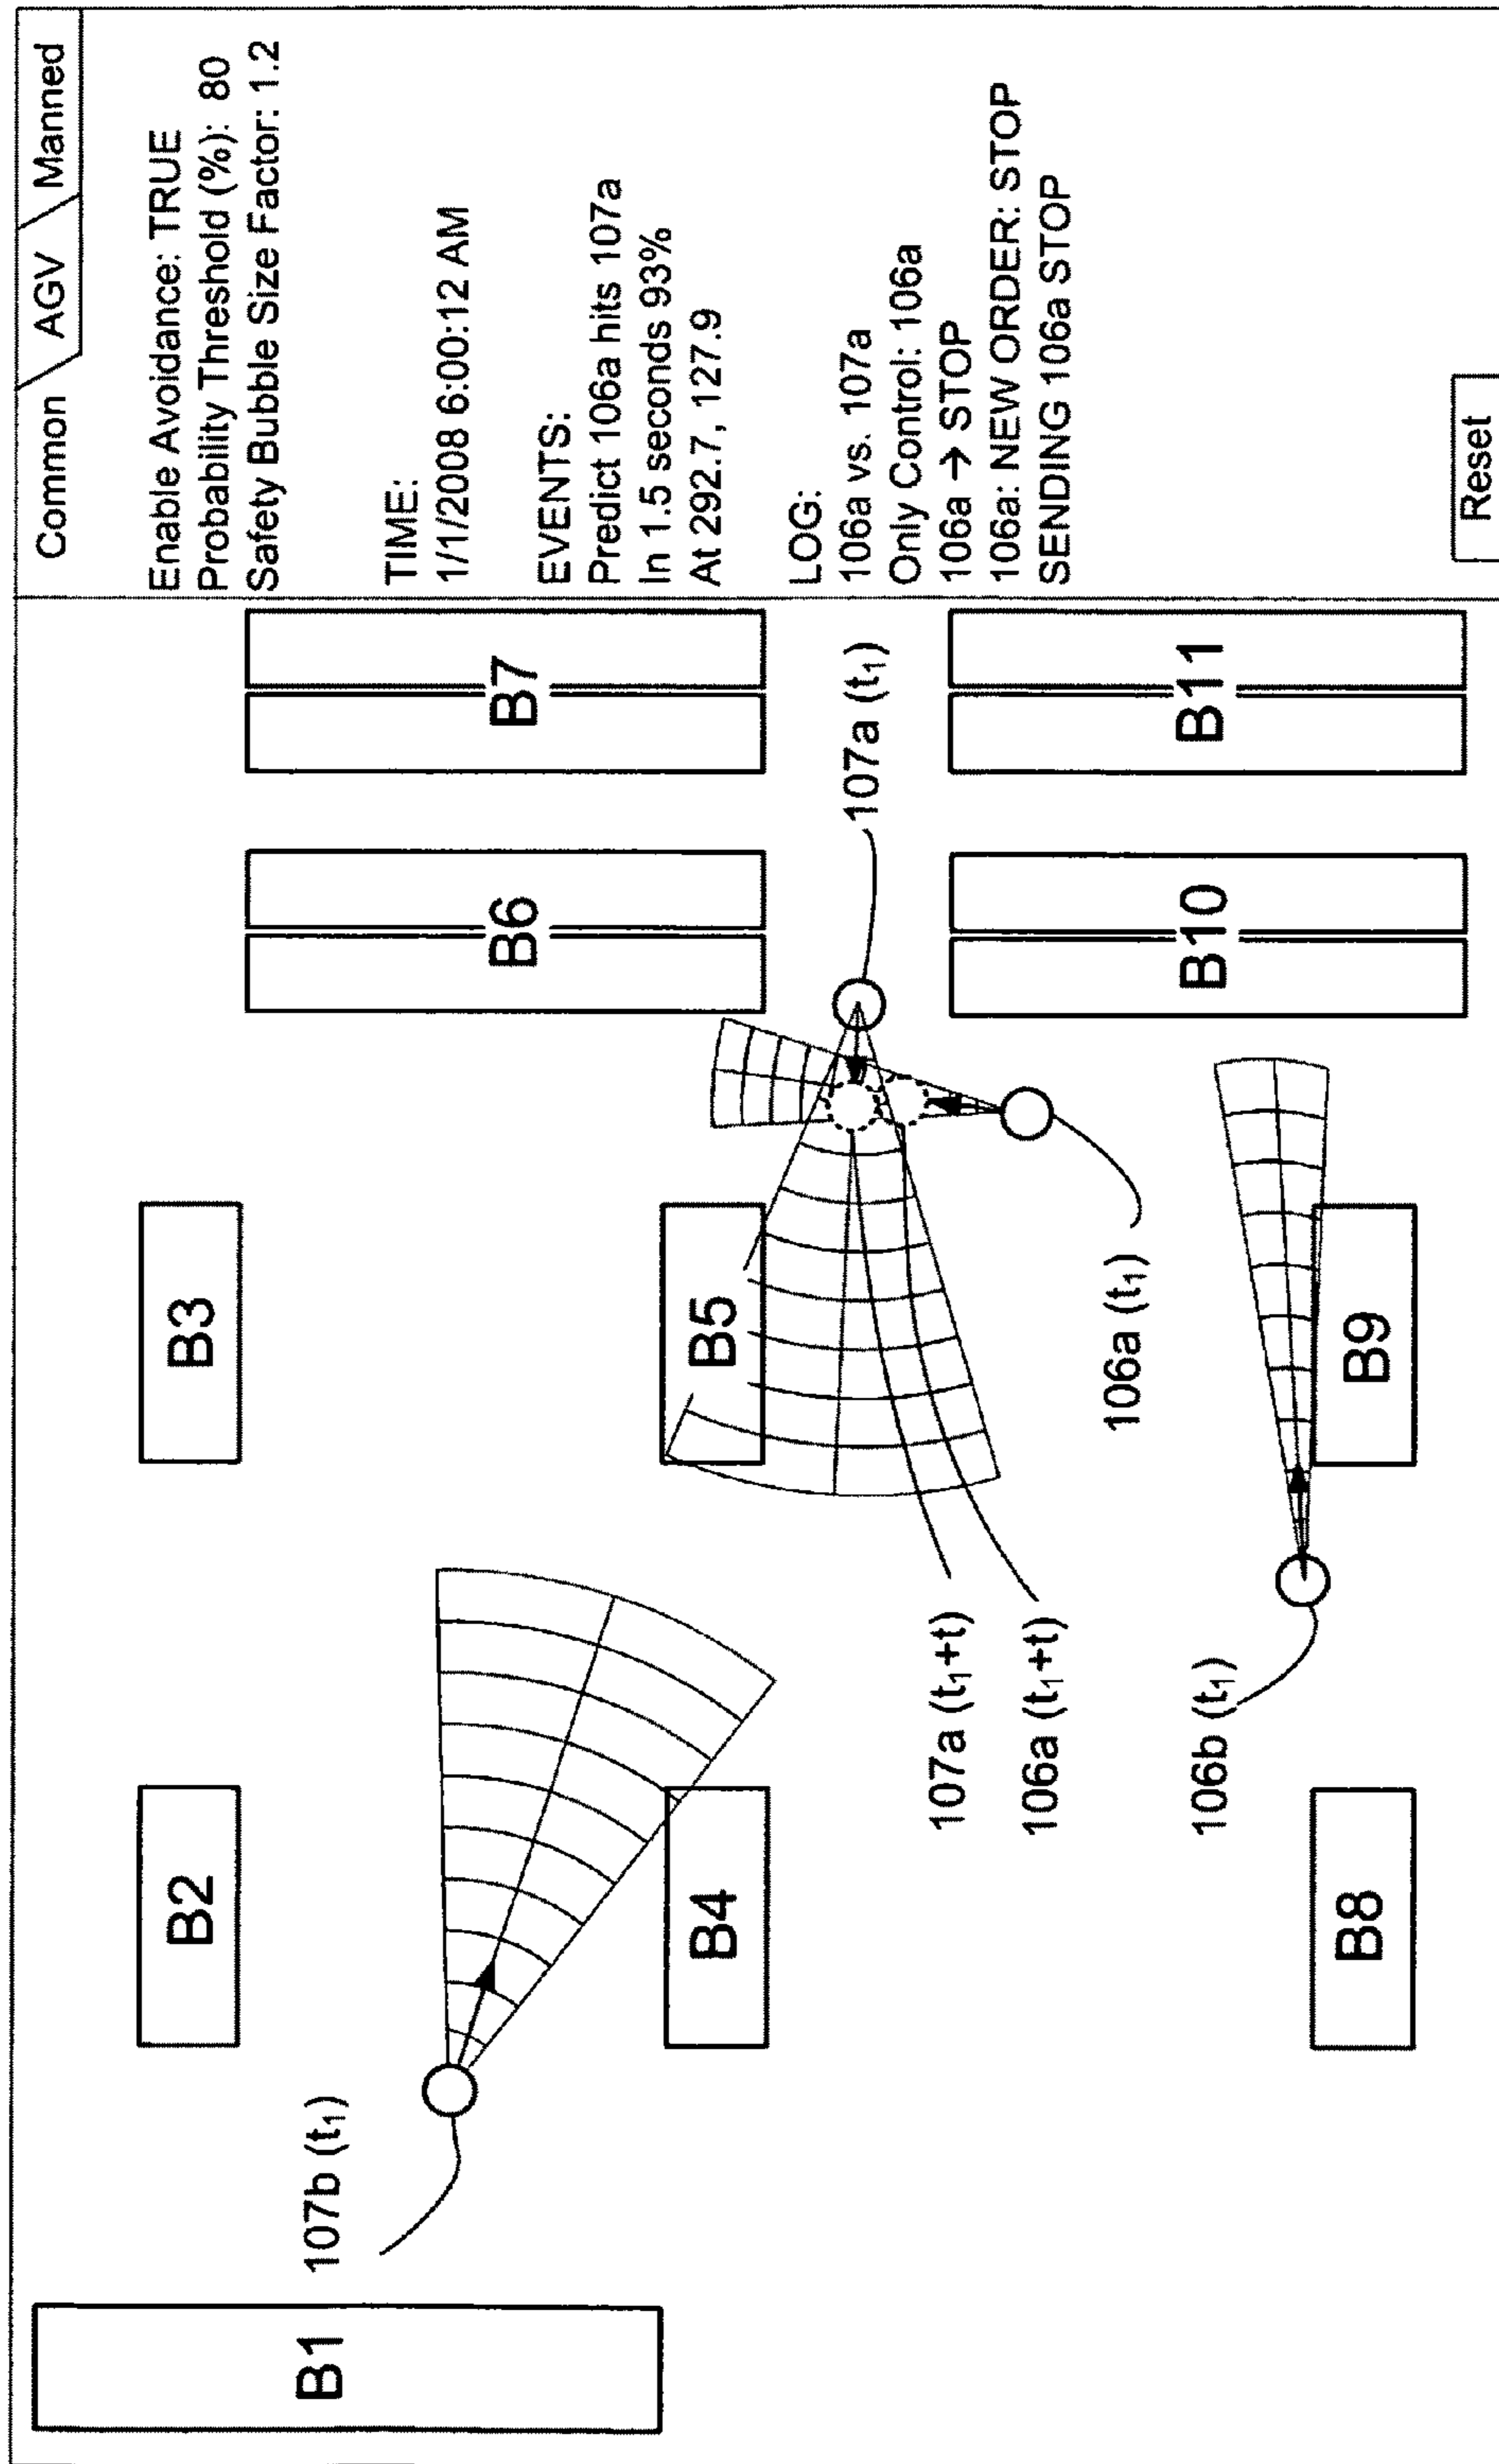 Common
AGV
Manned
Enable Avoidance: TRUE
Probability Threshold (%): 80
Safety Bubble Size Factor: 1.2
TIME:
1/1/2008 6:00:12 AM
EVENTS:
Predict 106a hits 107a
In 1.5 seconds 93%
At 292.7, 127.9
LOG:
106a vs. 107a
Only Control: 106a
106a → STOP
106a: NEW ORDER: STOP
SENDING 106a STOP
Reset
B1
B2
B3
107b (t₁)
B4
B5
B6
B7
107a (t₁)
107a (t₁+t)
106a (t₁+t)
106a (t₁)
106b (t₁)
B8
B9
B10
B11